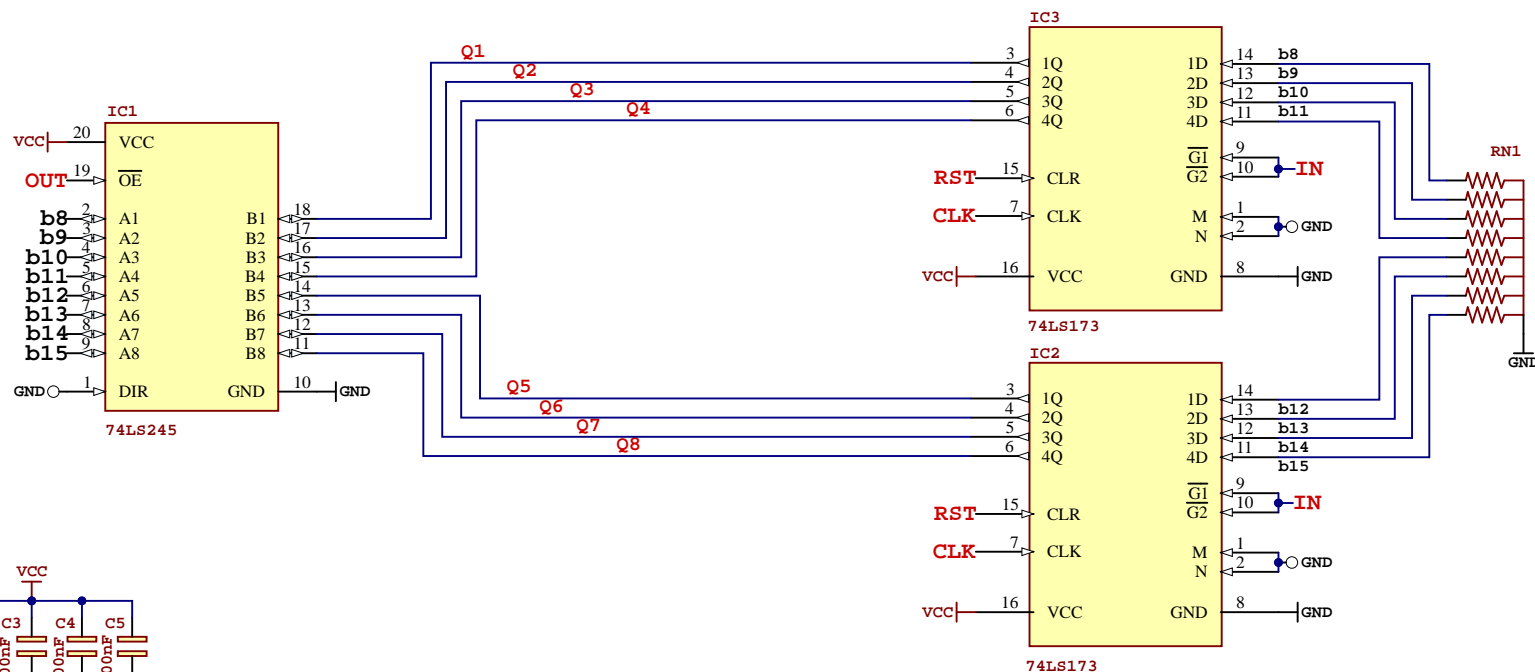 IC1
VCC 20 VCC
OUT 19 OE
b8 2 A1 B1 18
b9 3 A2 B2 17
b10 4 A3 B3 16
b11 5 A4 B4 15
b12 6 A5 B5 14
b13 7 A6 B6 13
b14 8 A7 B7 12
b15 9 A8 B8 11
GND 1 DIR GND 10 GND
74LS245
Q1
Q2
Q3
Q4
Q5
Q6
Q7
Q8
IC3
3 1Q 1D 14 b8
4 2Q 2D 13 b9
5 3Q 3D 12 b10
6 4Q 4D 11 b11
G1 9
G2 10
IN
RST 15 CLR
CLK 7 CLK
M 1
N 2
GND
VCC 16 VCC GND 8 GND
74LS173
RN1
GND
IC2
3 1Q 1D 14
4 2Q 2D 13 b12
5 3Q 3D 12 b13
6 4Q 4D 11 b14
b15
G1 9
G2 10
IN
RST 15 CLR
CLK 7 CLK
M 1
N 2
GND
VCC 16 VCC GND 8 GND
74LS173
VCC
C3 C4 C5